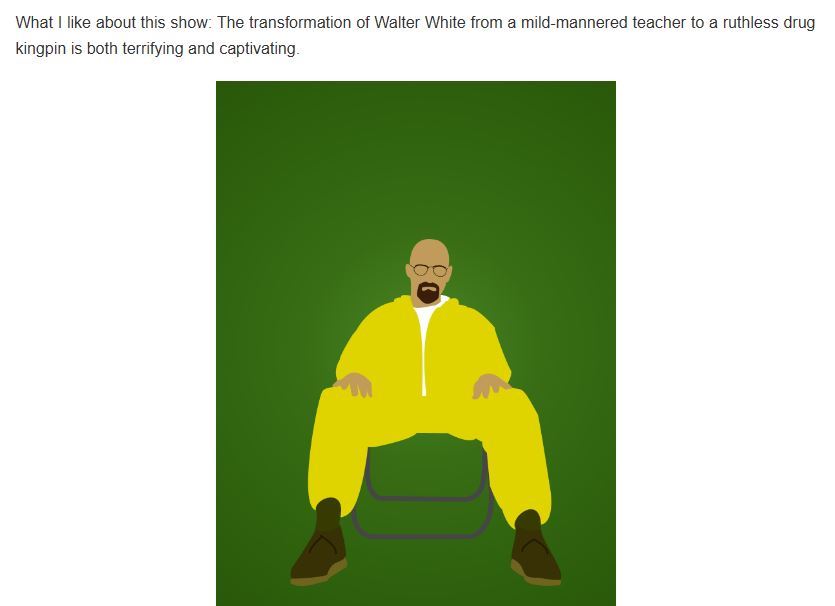 What I like about this show: The transformation of Walter White from a mild-mannered teacher to a ruthless drug
kingpin is both terrifying and captivating.